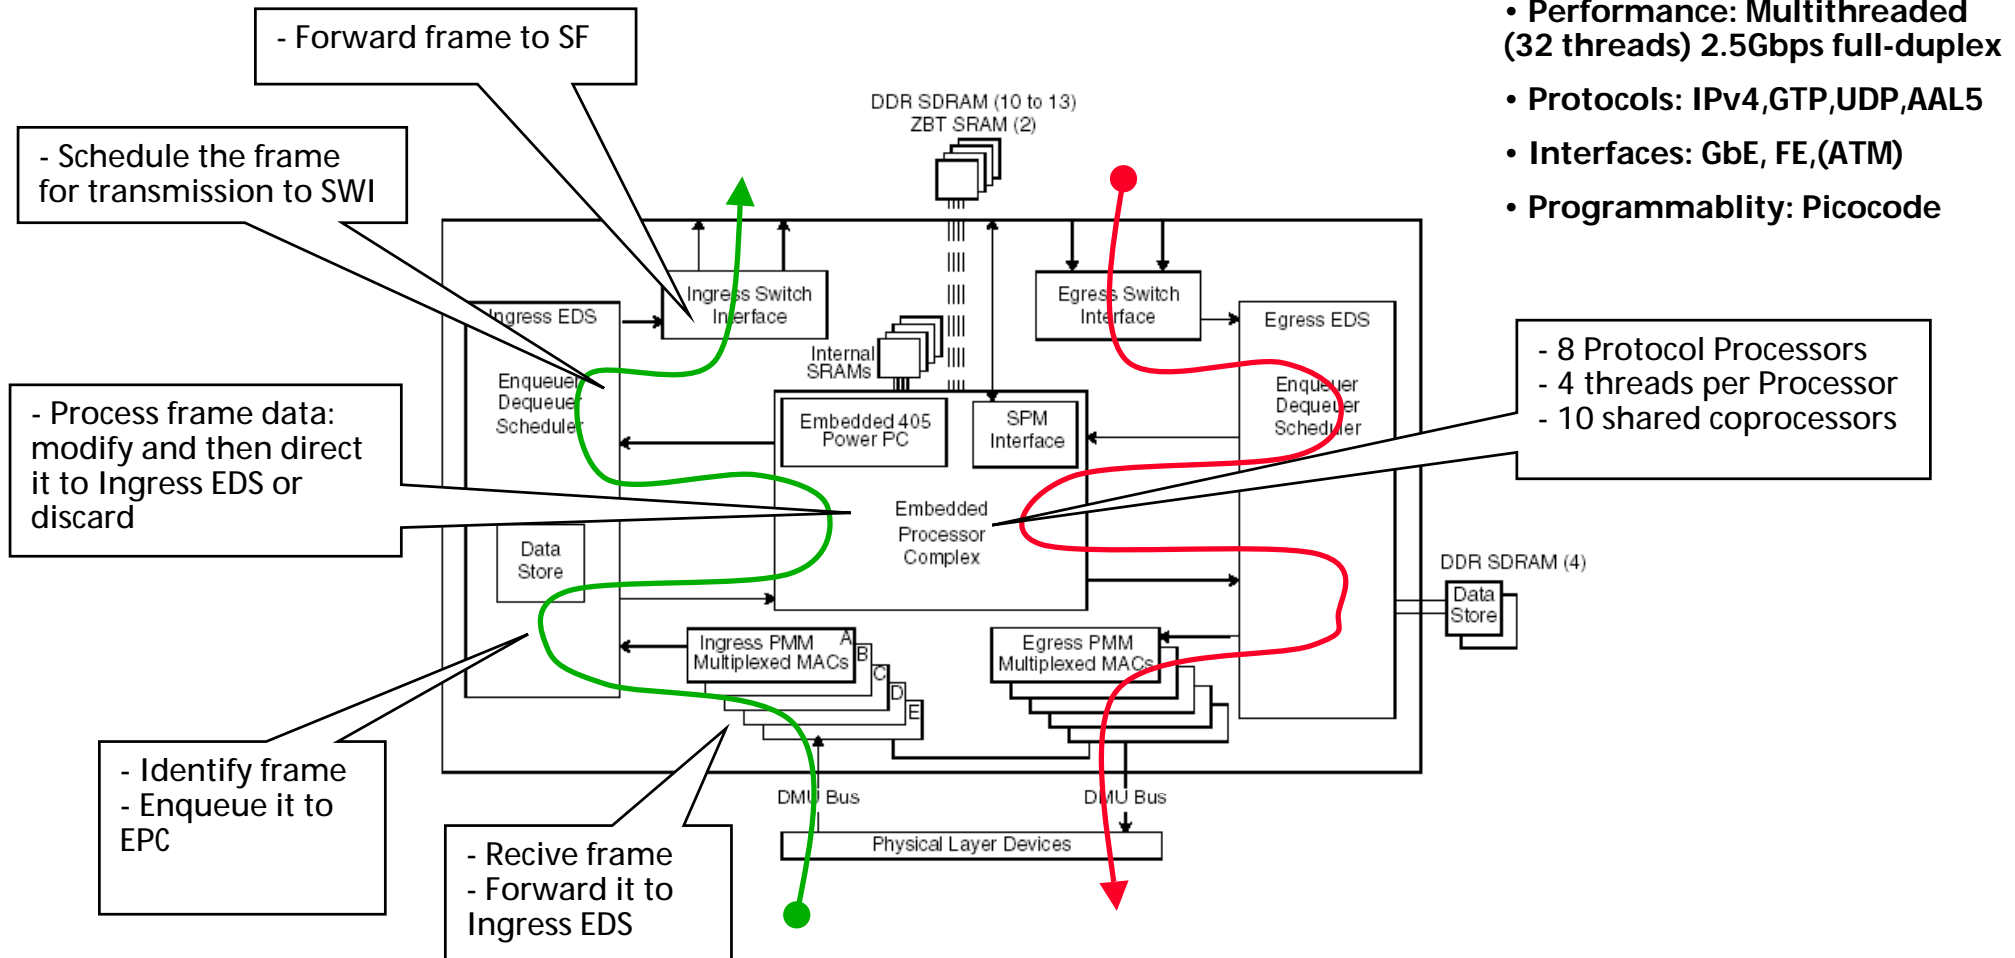 • Performance: Multithreaded
(32 threads) 2.5Gbps full-duplex
• Protocols: IPv4,GTP,UDP,AAL5
• Interfaces: GbE, FE,(ATM)
• Programmablity: Picocode
- Forward frame to SF
- Schedule the frame
for transmission to SWI
DDR SDRAM (10 to 13)
ZBT SRAM (2)
Ingress Switch
Interface
Egress Switch
Interface
Ingress EDS
Egress EDS
Internal
SRAMs
- 8 Protocol Processors
- 4 threads per Processor
- 10 shared coprocessors
Enqueuer
Dequeuer
Scheduler
Enqueuer
Dequeuer
Scheduler
Embedded 405
Power PC
SPM
Interface
- Process frame data:
modify and then direct
it to Ingress EDS or
discard
Embedded
Processor
Complex
Data
Store
DDR SDRAM (4)
Data
Store
Ingress PMM
Multiplexed MACs
A
B
C
D
E
Egress PMM
Multiplexed MACs
- Identify frame
- Enqueue it to
EPC
DMU Bus
DMU Bus
Physical Layer Devices
- Recive frame
- Forward it to
Ingress EDS